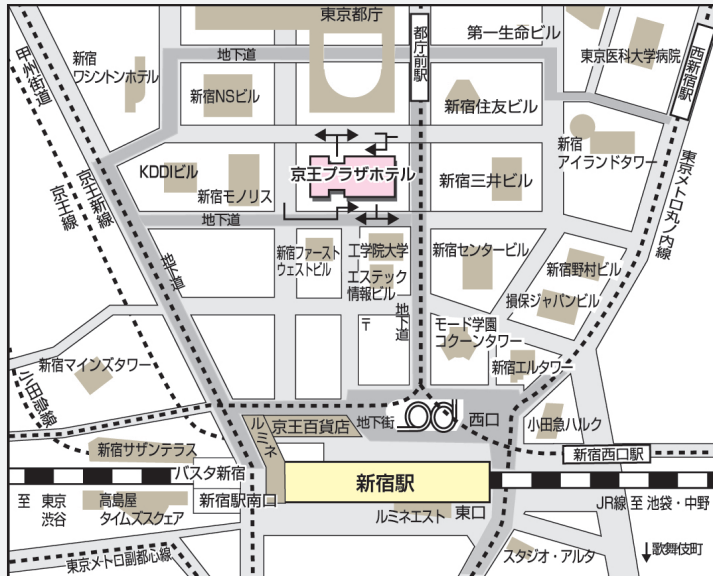 東京都庁
都庁前駅
第一生命ビル
東京医科大学病院
西新宿駅
新宿
ワシントンホテル
甲州街道
地下道
新宿NSビル
新宿住友ビル
新宿
アイランドタワー
東京メトロ丸ノ内線
KDDIビル
新宿モノリス
京王プラザホテル
新宿三井ビル
京王新線
京王線
地下道
地下道
新宿ファースト
ウェストビル
工学院大学
エステック
情報ビル
新宿センタービル
新宿野村ビル
損保ジャパンビル
〒
地下道
モード学園
コクーンタワー
新宿エルタワー
新宿マインズタワー
小田急線
ルミネ
京王百貨店
地下街
西口
小田急ハルク
新宿西口駅
新宿サザンテラス
バスタ新宿
新宿駅
至 東京
渋谷
高島屋
タイムズスクェア
新宿駅南口
ルミネエスト
東口
JR線 至 池袋・中野
東京メトロ副都心線
スタジオ・アルタ
歌舞伎町